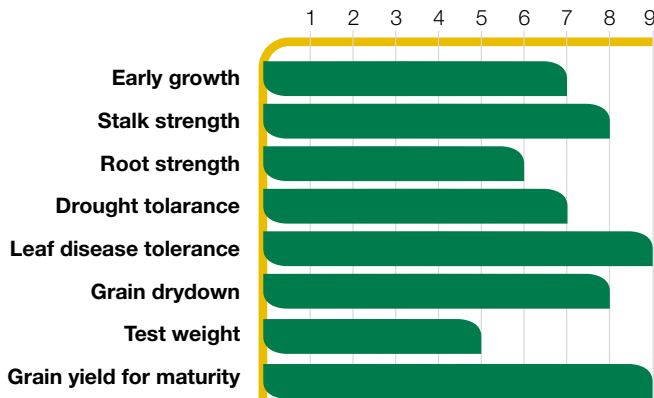 1 2 3 4 5 6 7 8 9
Early growth
Stalk strength
Root strength
Drought tolarance
Leaf disease tolerance
Grain drydown
Test weight
Grain yield for maturity